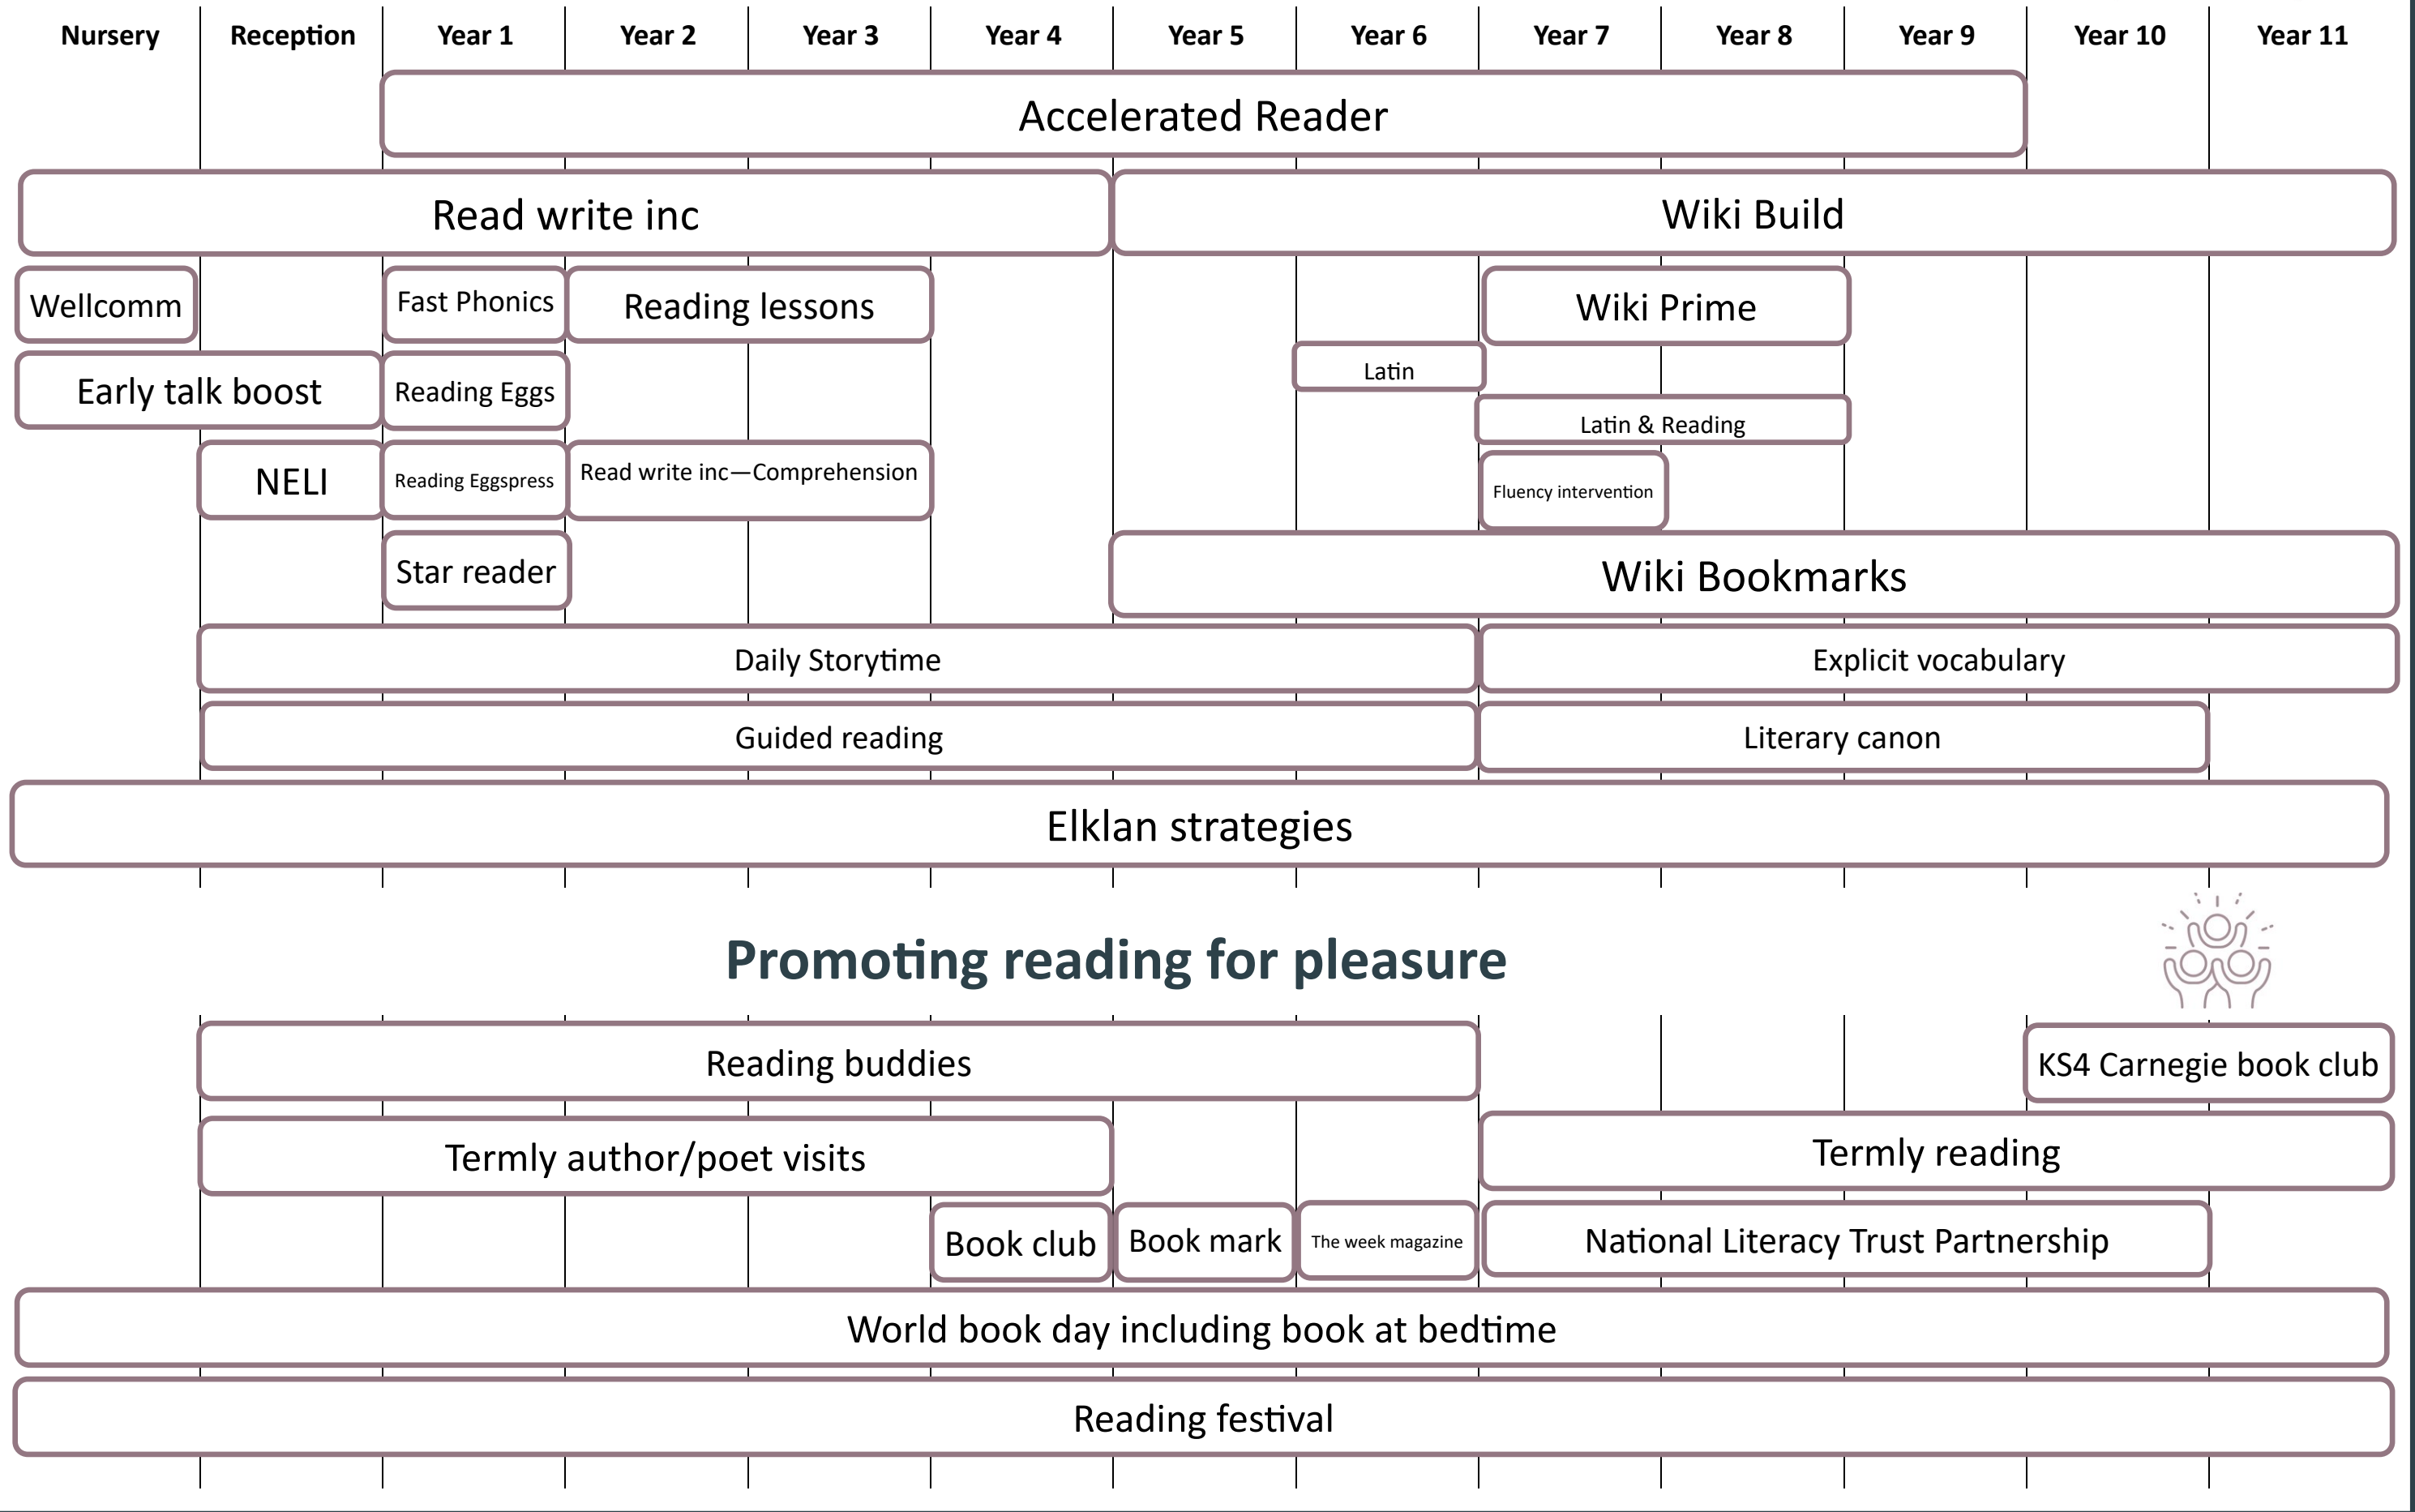 Nursery Reception Year 1 Year 2 Year 3 Year 4 Year 5 Year 6 Year 7 Year 8 Year 9 Year 10 Year 11
Accelerated Reader
Read write inc Wiki Build
Wellcomm Fast Phonics Reading lessons Wiki Prime
Latin
Early talk boost Reading Eggs
Latin & Reading
NELI Reading Eggspress Read write inc—Comprehension Fluency intervention
Star reader Wiki Bookmarks
Daily Storytime Explicit vocabulary
Guided reading Literary canon
Elklan strategies
Promoting reading for pleasure
Reading buddies KS4 Carnegie book club
Termly author/poet visits Termly reading
Book club Book mark The week magazine National Literacy Trust Partnership
World book day including book at bedtime
Reading festival